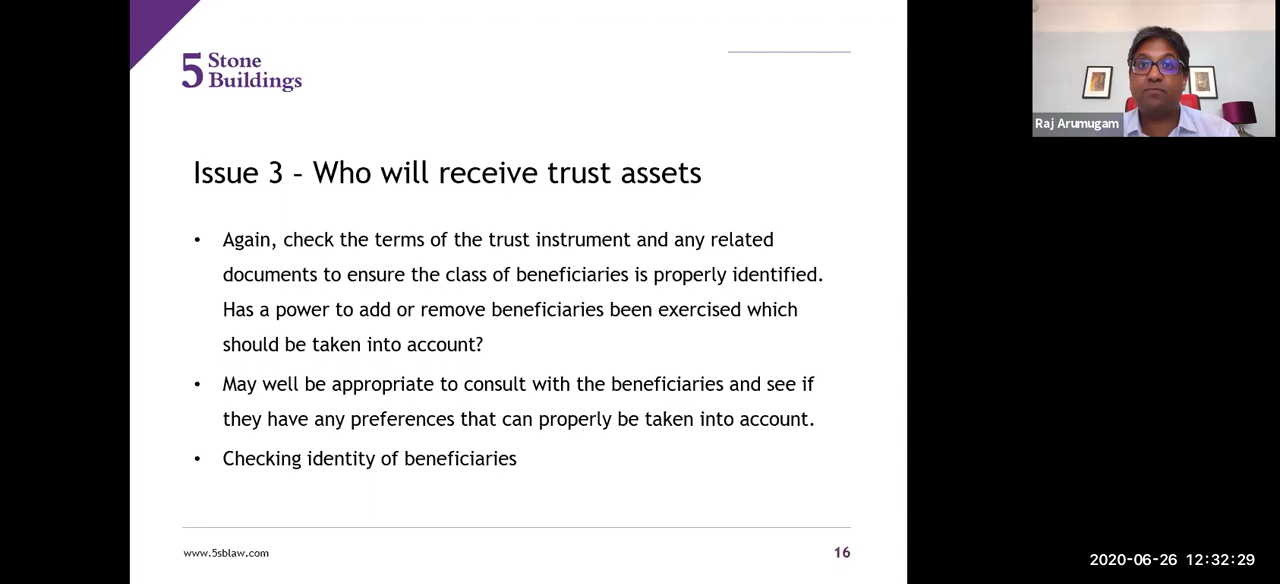 5 Stone
Buildings
Issue 3 – Who will receive trust assets
• Again, check the terms of the trust instrument and any related
documents to ensure the class of beneficiaries is properly identified.
Has a power to add or remove beneficiaries been exercised which
should be taken into account?
• May well be appropriate to consult with the beneficiaries and see if
they have any preferences that can properly be taken into account.
• Checking identity of beneficiaries
www.5sblaw.com
16
Raj Arumugam
2020-06-26 12:32:29